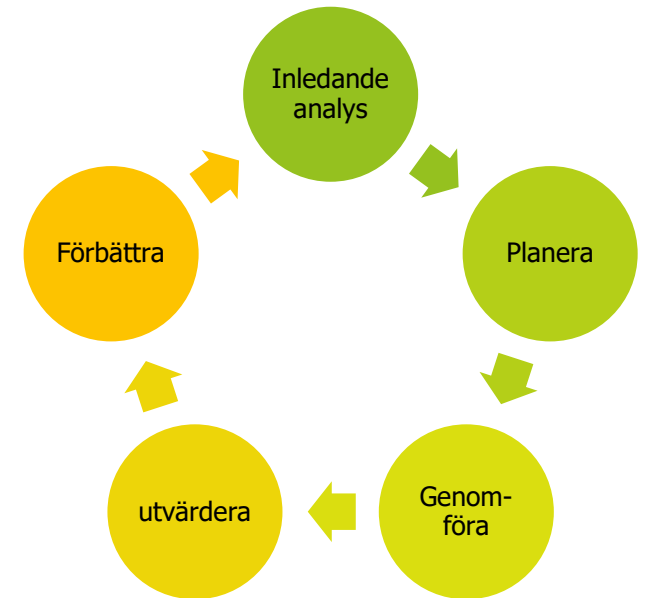 Inledande
analys
Planera
Genom-
föra
utvärdera
Förbättra